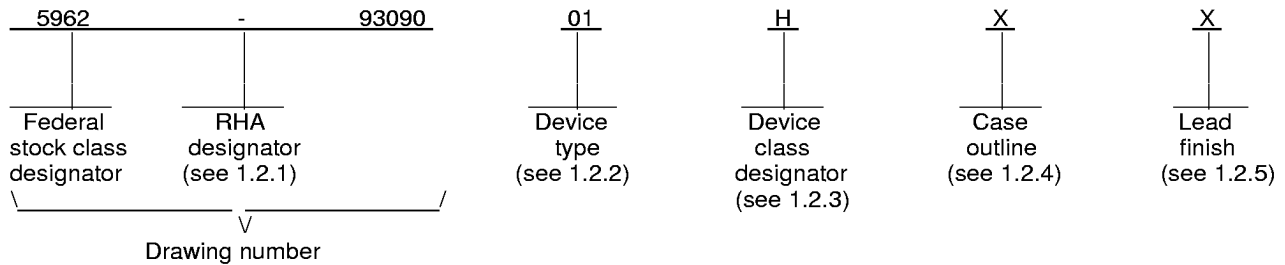 5962 - 93090 01 H X X
Federal stock class designator
RHA designator (see 1.2.1)
Device type (see 1.2.2)
Device class designator (see 1.2.3)
Case outline (see 1.2.4)
Lead finish (see 1.2.5)
Drawing number